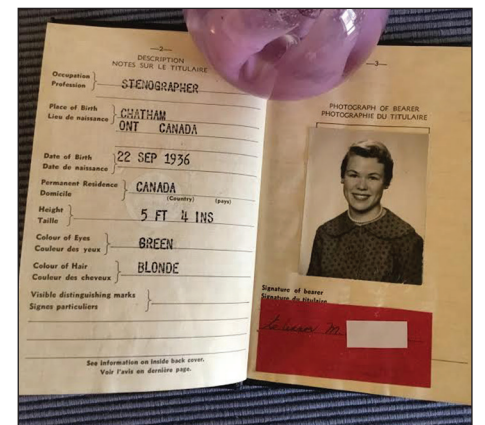 —2—
DESCRIPTION
NOTES SUR LE TITULAIRE
Occupation
Profession
STENOGRAPHER
Place of Birth
Lieu de naissance
CHATHAM
ONT CANADA
Date of Birth
Date de naissance
22 SEP 1936
Permanent Residence
Domicile
CANADA
(Country) (pays)
Height
Taille
5 FT 4 INS
Colour of Eyes
Couleur des yeux
GREEN
Colour of Hair
Couleur des cheveux
BLONDE
Visible distinguishing marks
Signes particuliers
See information on inside back cover.
Voir l'avis en dernière page.
—3—
PHOTOGRAPH OF BEARER
PHOTOGRAPHIE DU TITULAIRE
Signature of bearer
Signature du titulaire
M.